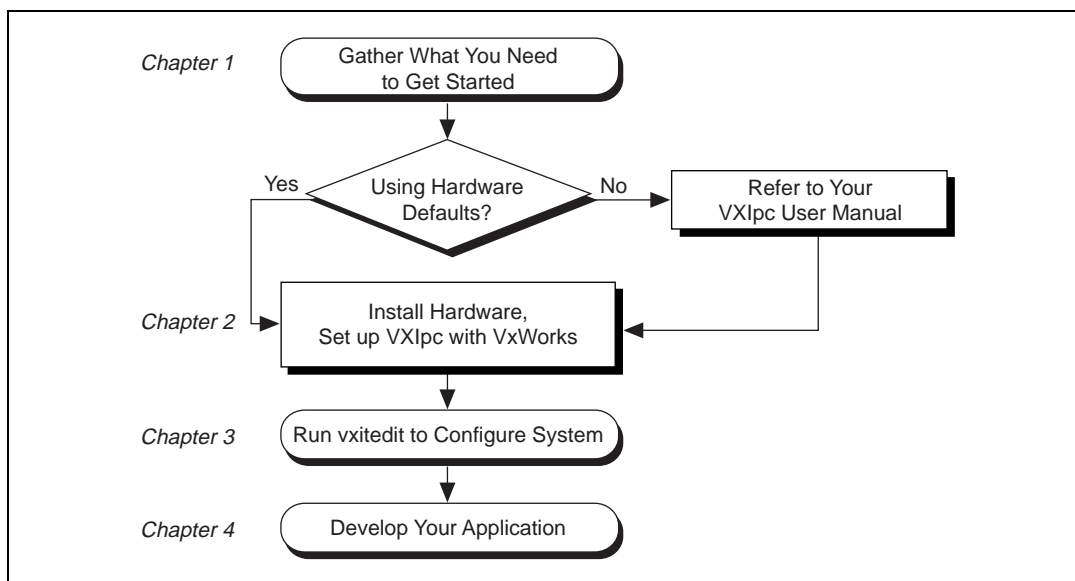 Chapter 1
Gather What You Need
to Get Started
Yes
Using Hardware
Defaults?
No
Refer to Your
VXIpc User Manual
Chapter 2
Install Hardware,
Set up VXIpc with VxWorks
Chapter 3
Run vxitedit to Configure System
Chapter 4
Develop Your Application